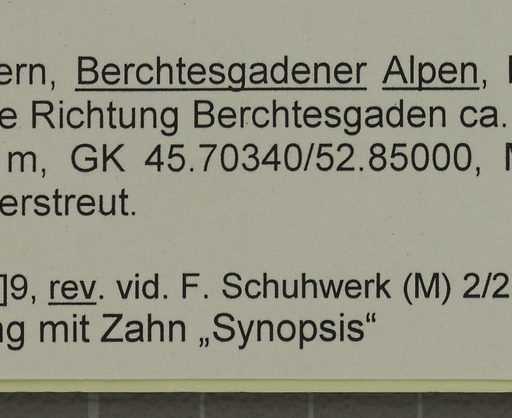 ern, Berchtesgadener Alpen,
e Richtung Berchtesgaden ca.
m, GK 45.70340/52.85000,
erstreut.
]9, rev. vid. F. Schuhwerk (M) 2/2
ng mit Zahn „Synopsis“